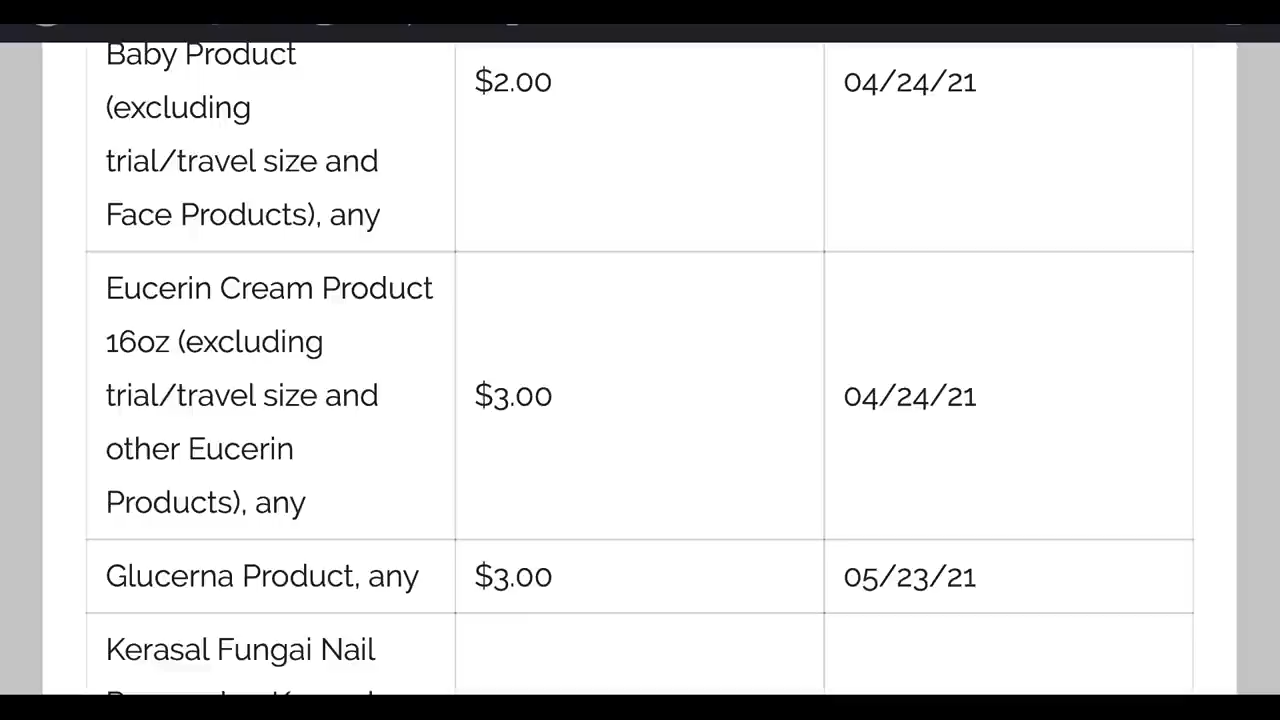 Baby Product
(excluding
trial/travel size and
Face Products), any
$2.00
04/24/21
Eucerin Cream Product
16oz (excluding
trial/travel size and
other Eucerin
Products), any
$3.00
04/24/21
Glucerna Product, any
$3.00
05/23/21
Kerasal Fungai Nail